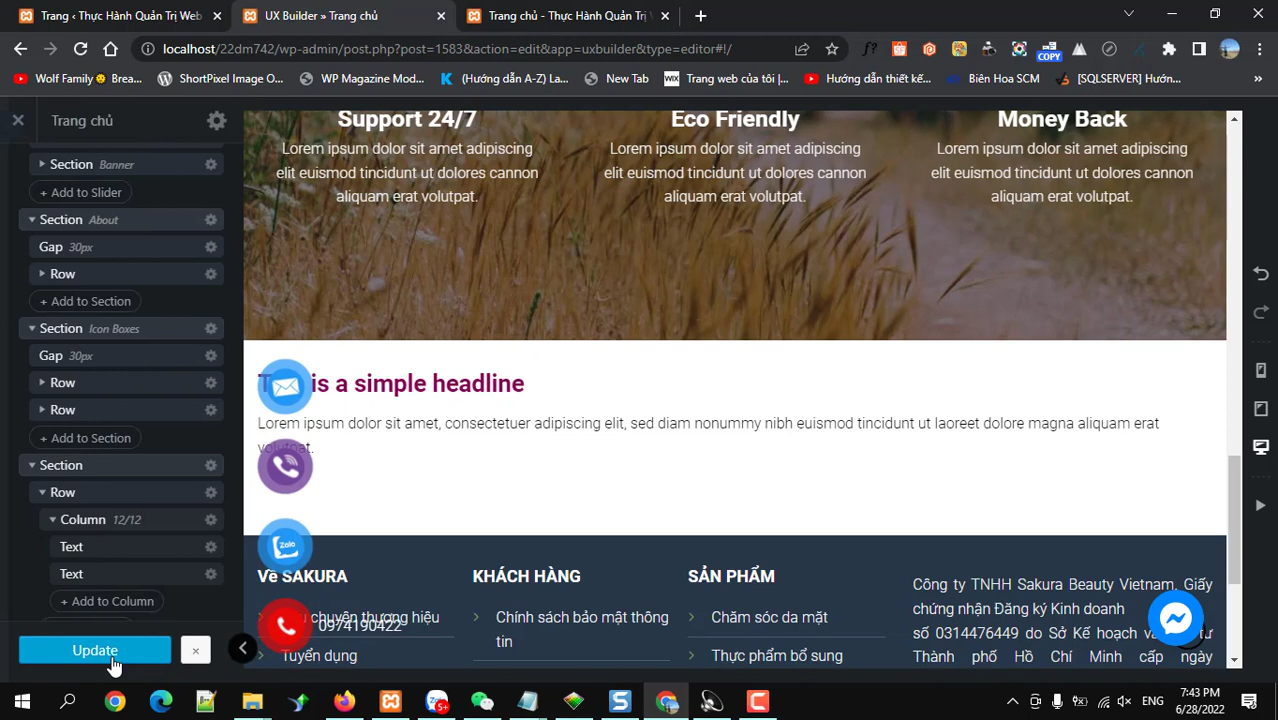 Trang ‹ Thực Hành Quản Trị Web
UX Builder » Trang chủ
Trang chủ - Thực Hành Quản Trị
localhost/22dm742/wp-admin/post.php?post=1583&action=edit&app=uxbuilder&type=editor#!/
COPY
Wolf Family Brea...
ShortPixel Image O...
WP Magazine Mod...
(Hướng dẫn A-Z) La...
New Tab
Trang web của tôi |...
Hướng dẫn thiết kế...
Biên Hoa SCM
[SQLSERVER] Hướn...
Trang chủ
Section Banner
+ Add to Slider
Section About
Gap 30px
Row
+ Add to Section
Section Icon Boxes
Gap 30px
Row
Row
+ Add to Section
Section
Row
Column 12/12
Text
Text
+ Add to Column
Update
Support 24/7
Lorem ipsum dolor sit amet adipiscing
elit euismod tincidunt ut dolores cannon
aliquam erat volutpat.
Eco Friendly
Lorem ipsum dolor sit amet adipiscing
elit euismod tincidunt ut dolores cannon
aliquam erat volutpat.
Money Back
Lorem ipsum dolor sit amet adipiscing
elit euismod tincidunt ut dolores cannon
aliquam erat volutpat.
is a simple headline
Lorem ipsum dolor sit amet, consectetuer adipiscing elit, sed diam nonummy nibh euismod tincidunt ut laoreet dolore magna aliquam erat
volutpat.
Zalo
Về SAKURA
chuyện thương hiệu
0974190422
Tuyển dụng
KHÁCH HÀNG
Chính sách bảo mật thông
tin
SẢN PHẨM
Chăm sóc da mặt
Thực phẩm bổ sung
Công ty TNHH Sakura Beauty Vietnam. Giấy
chứng nhận Đăng ký Kinh doanh
số 0314476449 do Sở Kế hoạch
Thành phố Hồ Chí Minh cấp ngày
5+
ENG
7:43 PM
6/28/2022